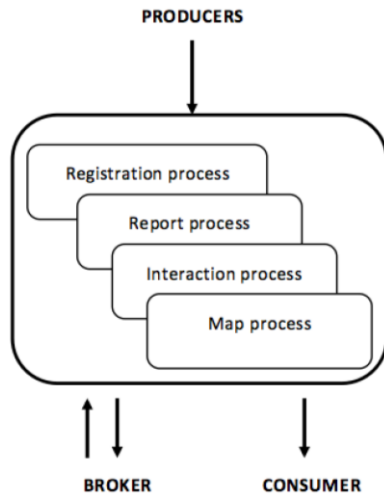 PRODUCERS
Registration process
Report process
Interaction process
Map process
BROKER CONSUMER